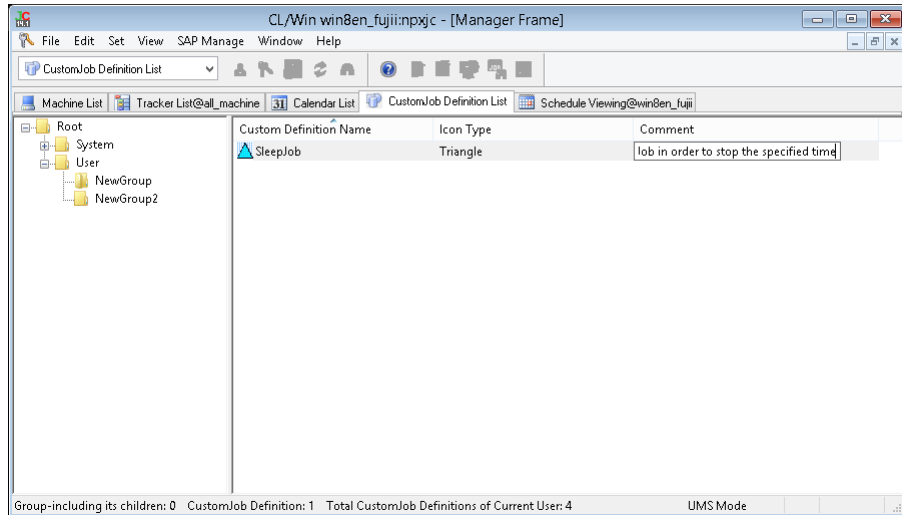 CL/Win win8en_fujii:npxjc - [Manager Frame]
File Edit Set View SAP Manage Window Help
CustomJob Definition List
Machine List Tracker List@all_machine 31 Calendar List CustomJob Definition List Schedule Viewing@win8en_fujii
Root
System
User
NewGroup
NewGroup2
Custom Definition Name Icon Type Comment
SleepJob Triangle Job in order to stop the specified time
Group-including its children: 0 CustomJob Definition: 1 Total CustomJob Definitions of Current User: 4 UMS Mode